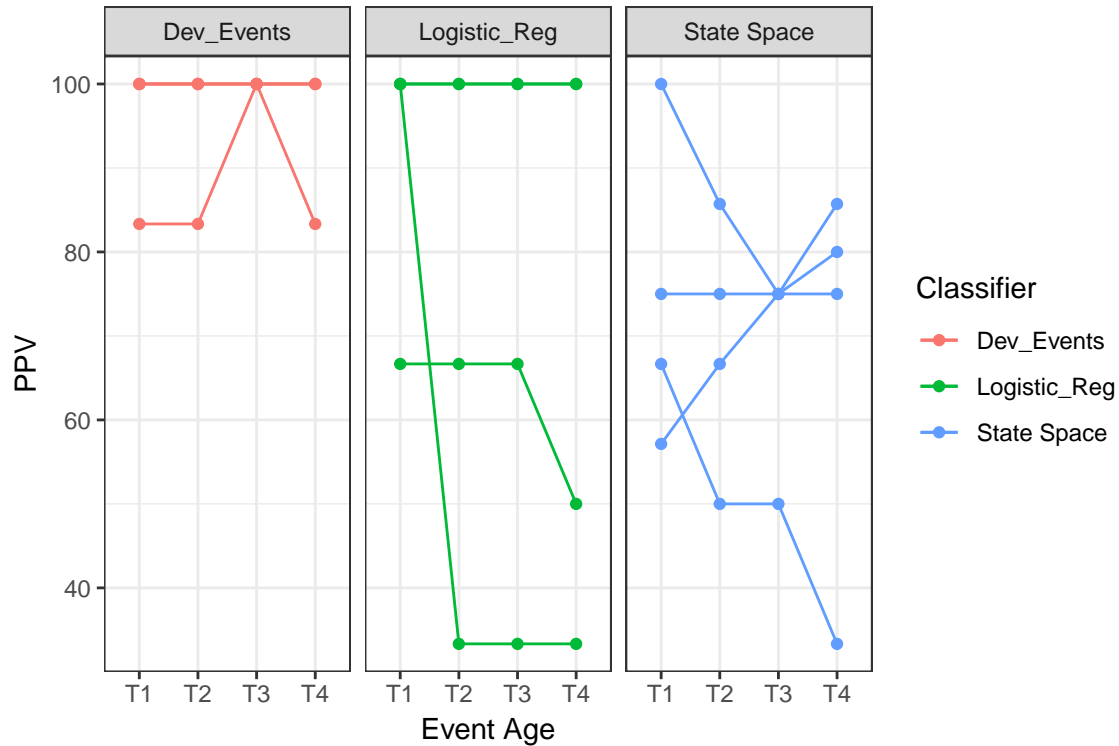 Dev_Events Logistic_Reg State Space
100
80
60
40
PPV
T1 T2 T3 T4 T1 T2 T3 T4 T1 T2 T3 T4
Event Age
Classifier
Dev_Events
Logistic_Reg
State Space